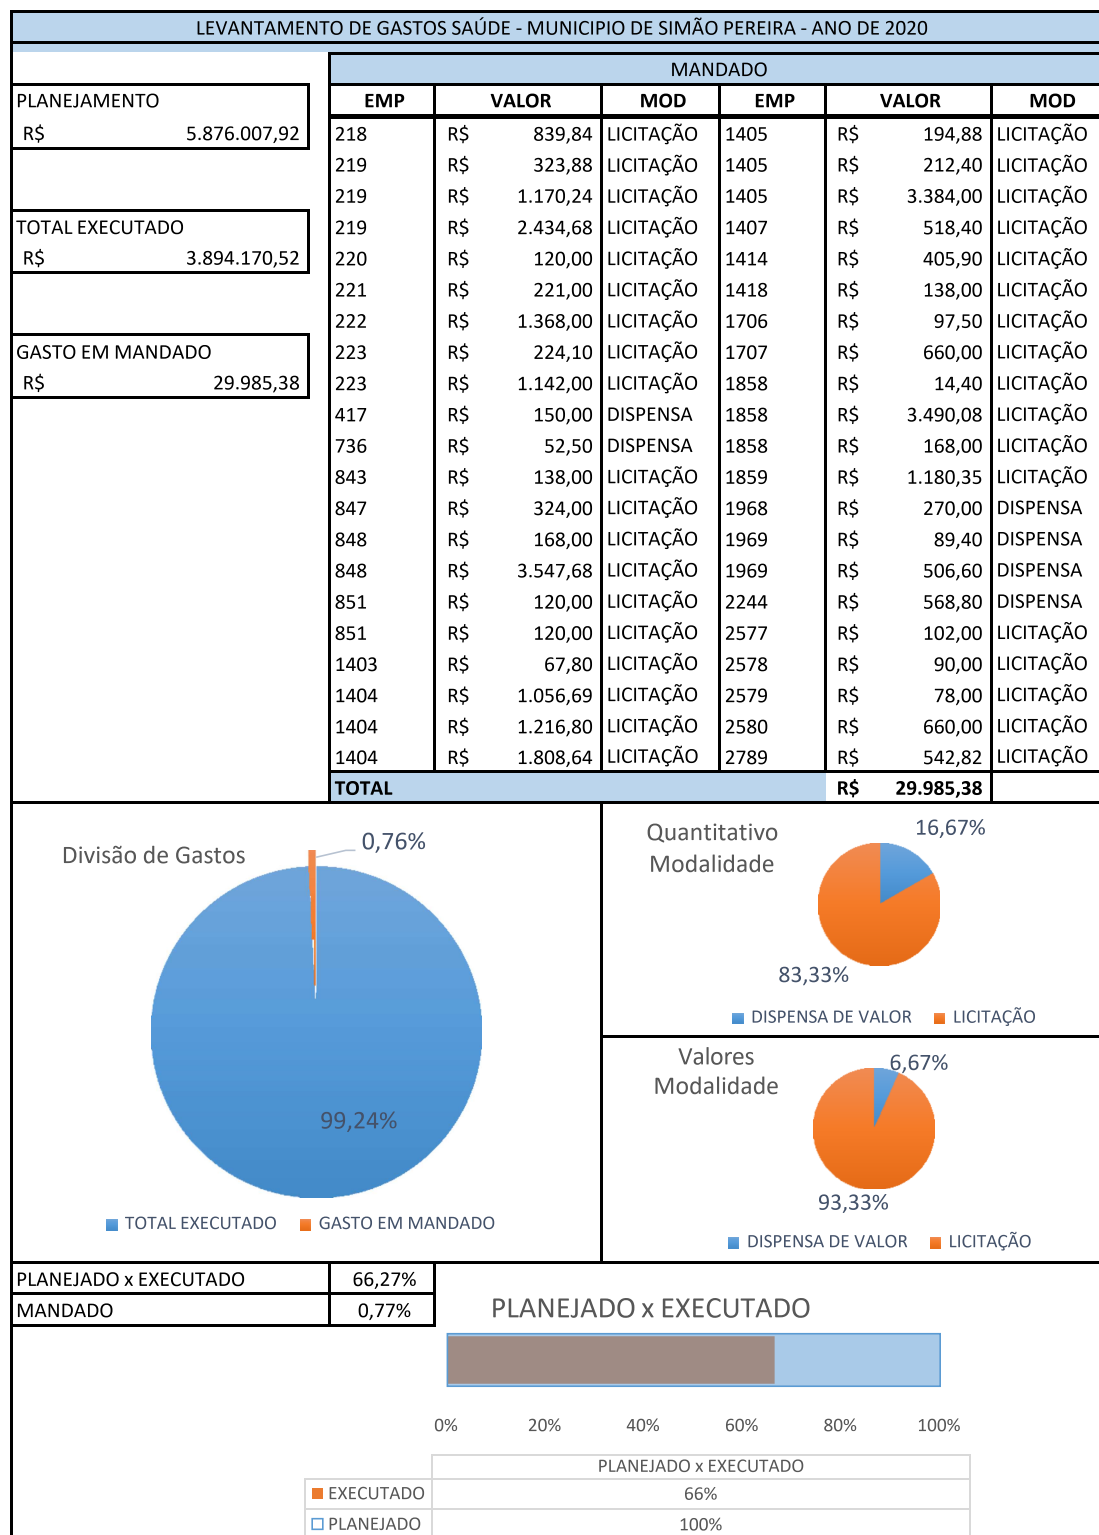 LEVANTAMENTO DE GASTOS SAÚDE - MUNICIPIO DE SIMÃO PEREIRA - ANO DE 2020
MANDADO
PLANEJAMENTO
R$ 5.876.007,92
TOTAL EXECUTADO
R$ 3.894.170,52
GASTO EM MANDADO
R$ 29.985,38
EMP VALOR MOD EMP VALOR MOD
218 R$ 839,84 LICITAÇÃO 1405 R$ 194,88 LICITAÇÃO
219 R$ 323,88 LICITAÇÃO 1405 R$ 212,40 LICITAÇÃO
219 R$ 1.170,24 LICITAÇÃO 1405 R$ 3.384,00 LICITAÇÃO
219 R$ 2.434,68 LICITAÇÃO 1407 R$ 518,40 LICITAÇÃO
220 R$ 120,00 LICITAÇÃO 1414 R$ 405,90 LICITAÇÃO
221 R$ 221,00 LICITAÇÃO 1418 R$ 138,00 LICITAÇÃO
222 R$ 1.368,00 LICITAÇÃO 1706 R$ 97,50 LICITAÇÃO
223 R$ 224,10 LICITAÇÃO 1707 R$ 660,00 LICITAÇÃO
223 R$ 1.142,00 LICITAÇÃO 1858 R$ 14,40 LICITAÇÃO
417 R$ 150,00 DISPENSA 1858 R$ 3.490,08 LICITAÇÃO
736 R$ 52,50 DISPENSA 1858 R$ 168,00 LICITAÇÃO
843 R$ 138,00 LICITAÇÃO 1859 R$ 1.180,35 LICITAÇÃO
847 R$ 324,00 LICITAÇÃO 1968 R$ 270,00 DISPENSA
848 R$ 168,00 LICITAÇÃO 1969 R$ 89,40 DISPENSA
848 R$ 3.547,68 LICITAÇÃO 1969 R$ 506,60 DISPENSA
851 R$ 120,00 LICITAÇÃO 2244 R$ 568,80 DISPENSA
851 R$ 120,00 LICITAÇÃO 2577 R$ 102,00 LICITAÇÃO
1403 R$ 67,80 LICITAÇÃO 2578 R$ 90,00 LICITAÇÃO
1404 R$ 1.056,69 LICITAÇÃO 2579 R$ 78,00 LICITAÇÃO
1404 R$ 1.216,80 LICITAÇÃO 2580 R$ 660,00 LICITAÇÃO
1404 R$ 1.808,64 LICITAÇÃO 2789 R$ 542,82 LICITAÇÃO
TOTAL R$ 29.985,38
Divisão de Gastos
0,76%
99,24%
TOTAL EXECUTADO GASTO EM MANDADO
Quantitativo
Modalidade
16,67%
83,33%
DISPENSA DE VALOR LICITAÇÃO
Valores
Modalidade
6,67%
93,33%
DISPENSA DE VALOR LICITAÇÃO
PLANEJADO x EXECUTADO 66,27%
MANDADO 0,77%
PLANEJADO x EXECUTADO
0% 20% 40% 60% 80% 100%
PLANEJADO x EXECUTADO
EXECUTADO 66%
PLANEJADO 100%